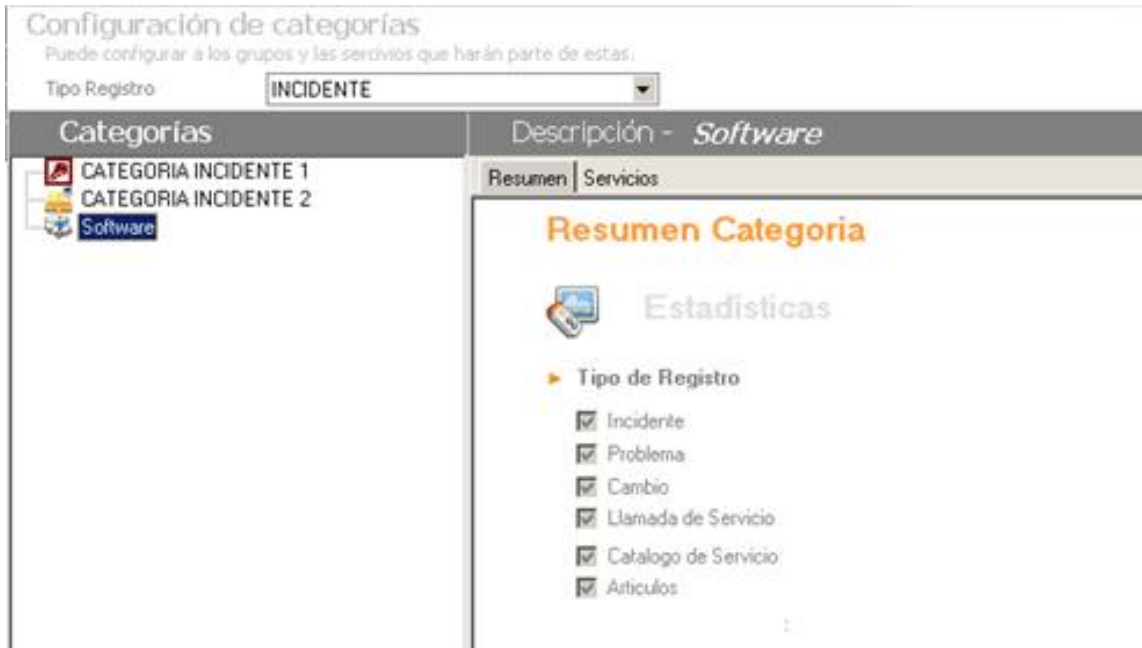 Configuración de categorías
Puede configurar a los grupos y las sercivios que harán parte de estas.
Tipo Registro INCIDENTE
Categorías
CATEGORIA INCIDENTE 1
CATEGORIA INCIDENTE 2
Software
Descripción - Software
Resumen Servicios
Resumen Categoria
Estadisticas
Tipo de Registro
Incidente
Problema
Cambio
Llamada de Servicio
Catalogo de Servicio
Articulos
: